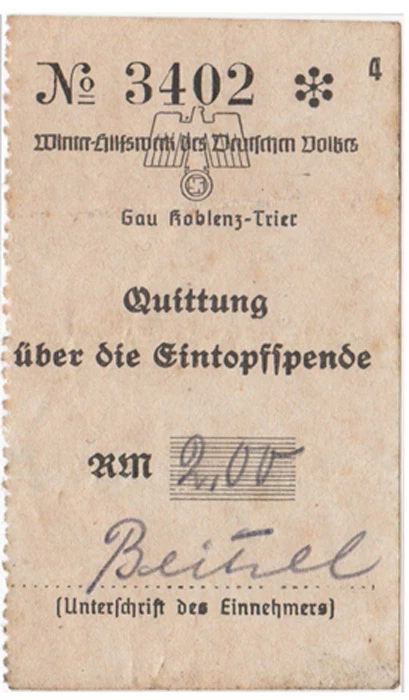 № 3402 *
4
Winter-Hilfswerk des Deutschen Volkes
Gau Koblenz-Trier
Quittung
über die Eintopfspende
RM 2,00
(Unterschrift des Einnehmers)